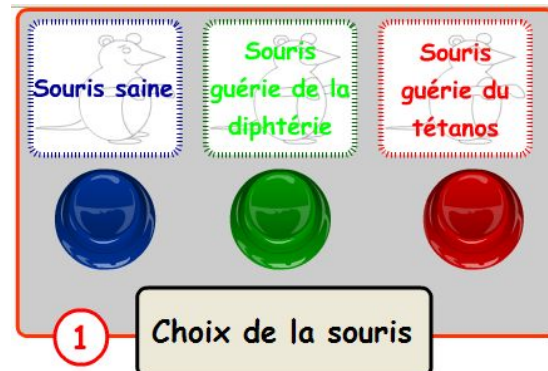 Souris saine
Souris
guérie de la
diphtérie
Souris
guérie du
tétanos
1
Choix de la souris